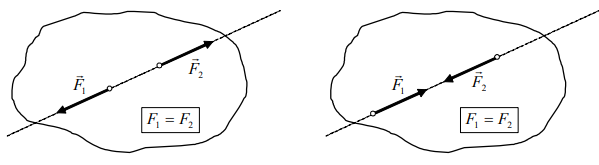 F⃗₁
F⃗₂
F₁ = F₂
F⃗₁
F⃗₂
F₁ = F₂